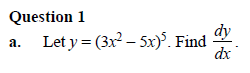 Question 1
a. Let y = (3x² – 5x)⁵. Find dy/dx.